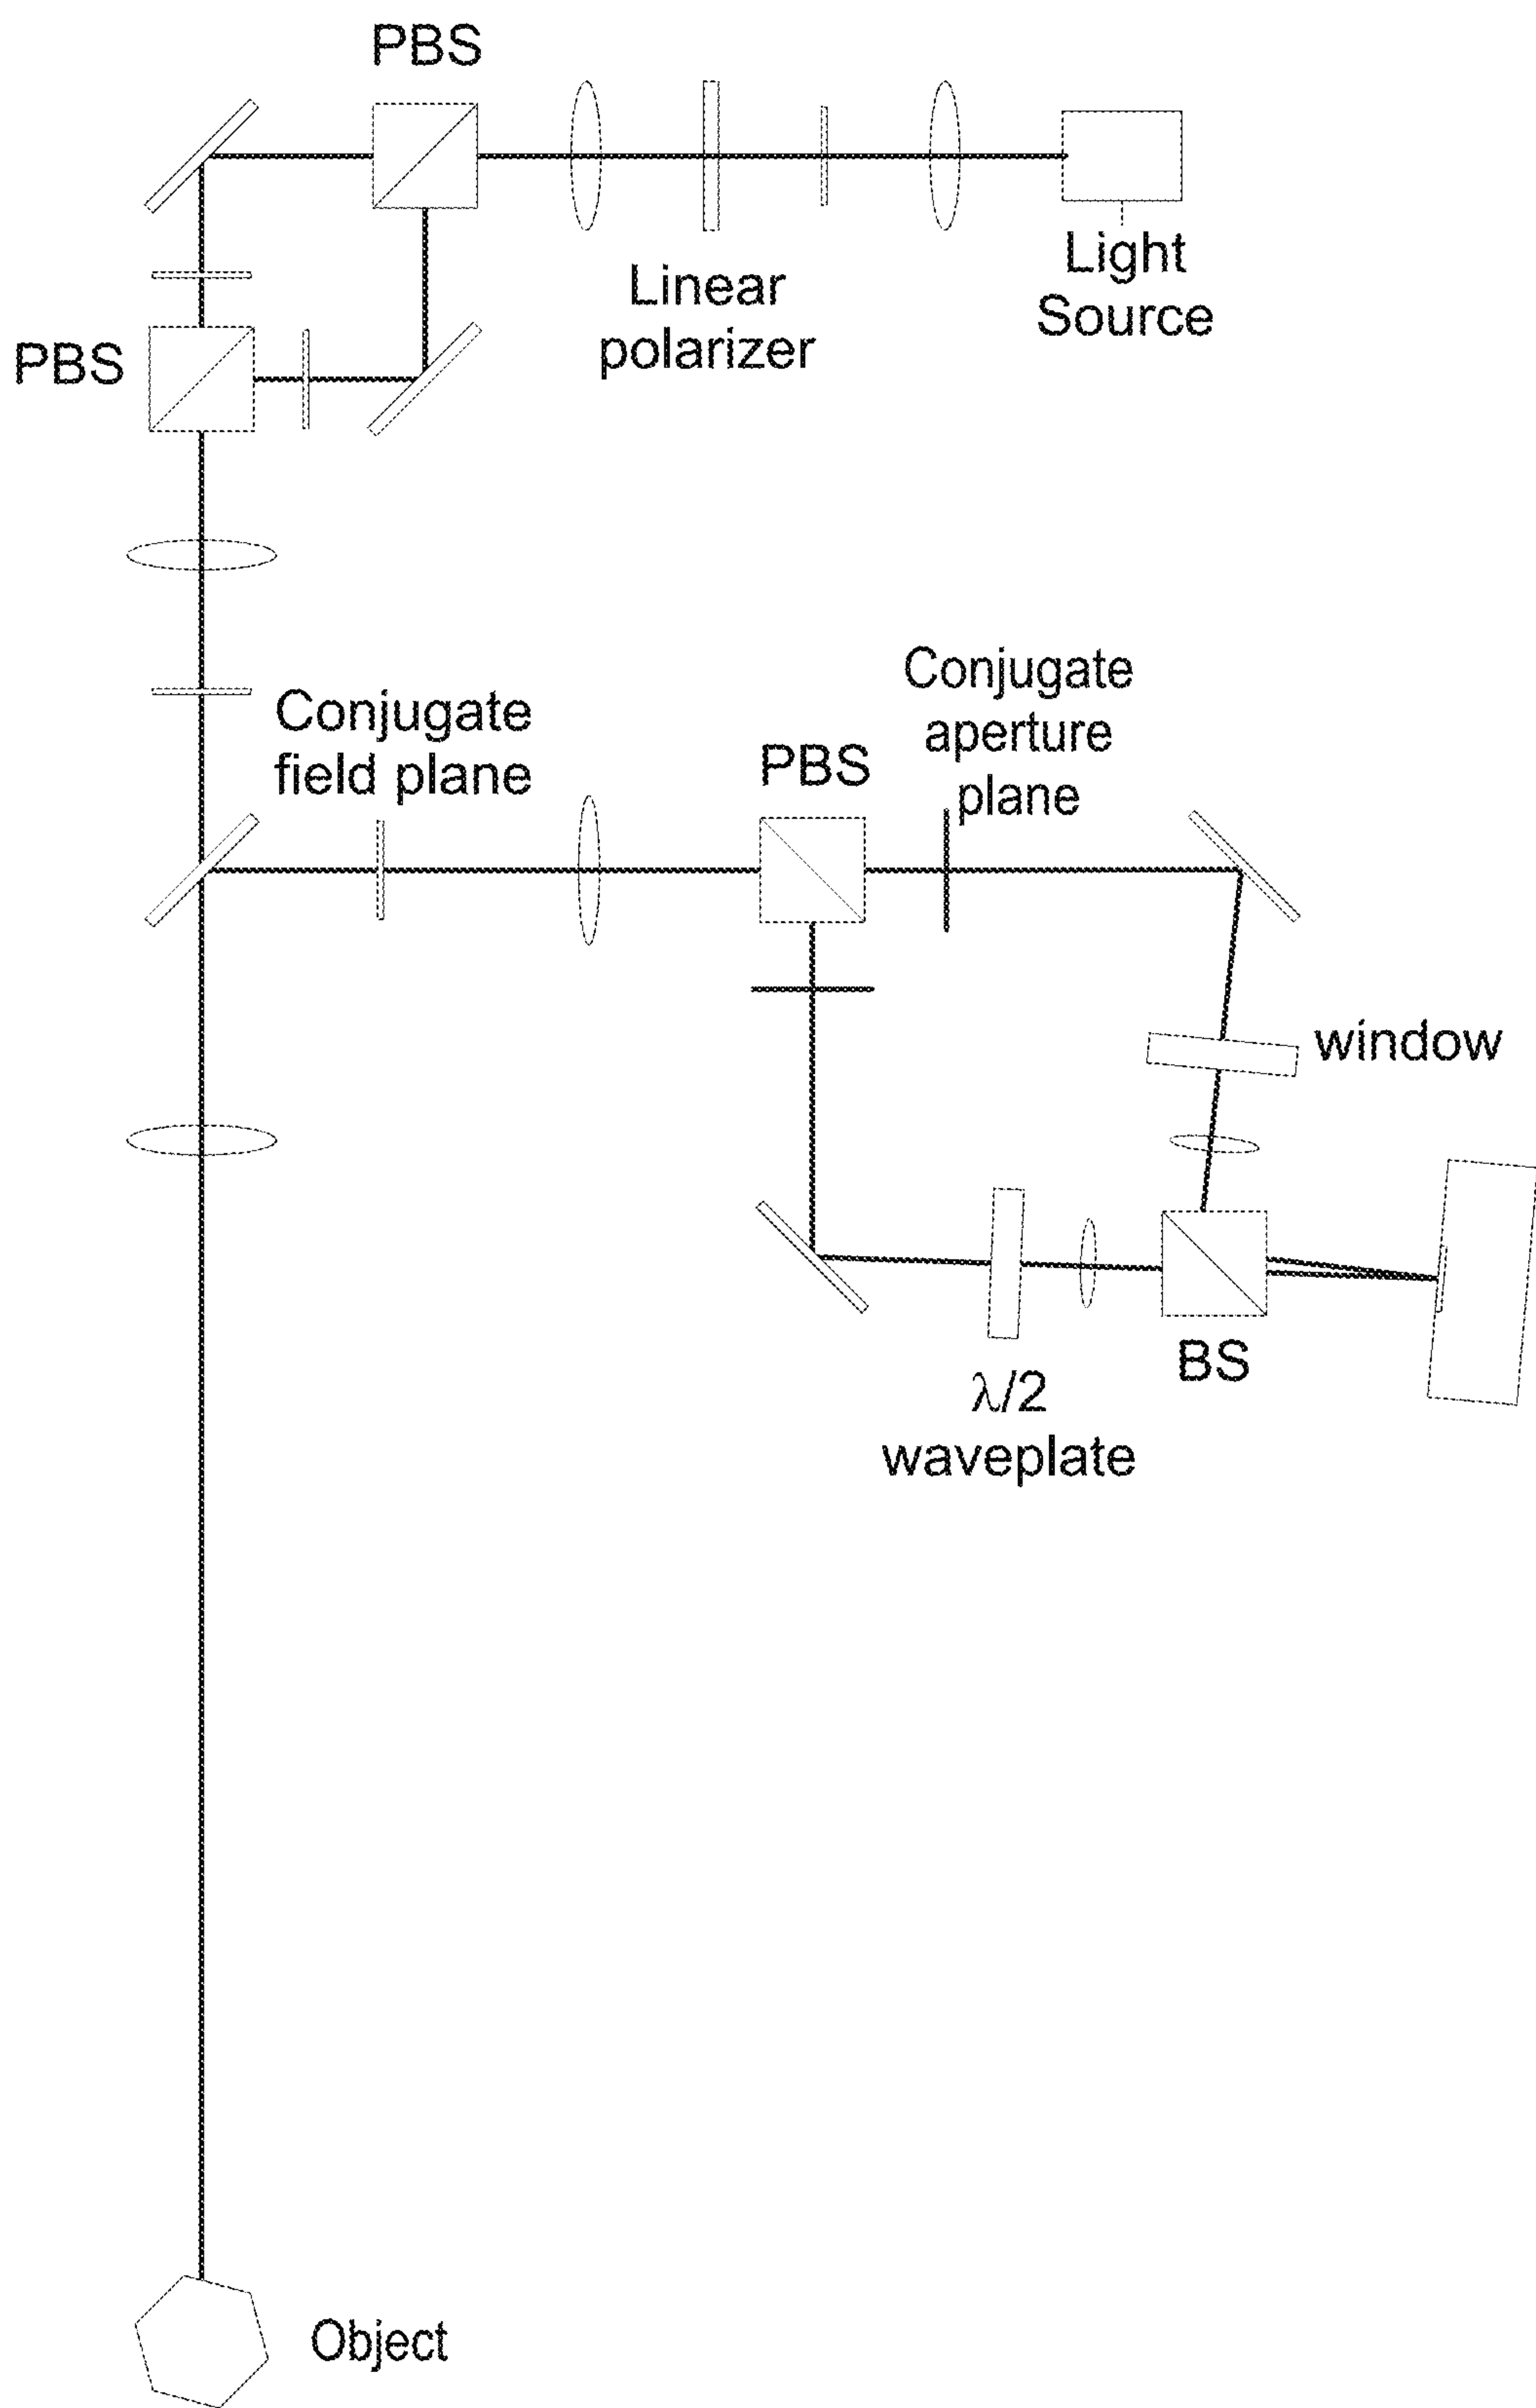 PBS
Light
Source
Linear
polarizer
PBS
Conjugate
field plane
PBS
Conjugate
aperture
plane
window
BS
λ/2
waveplate
Object